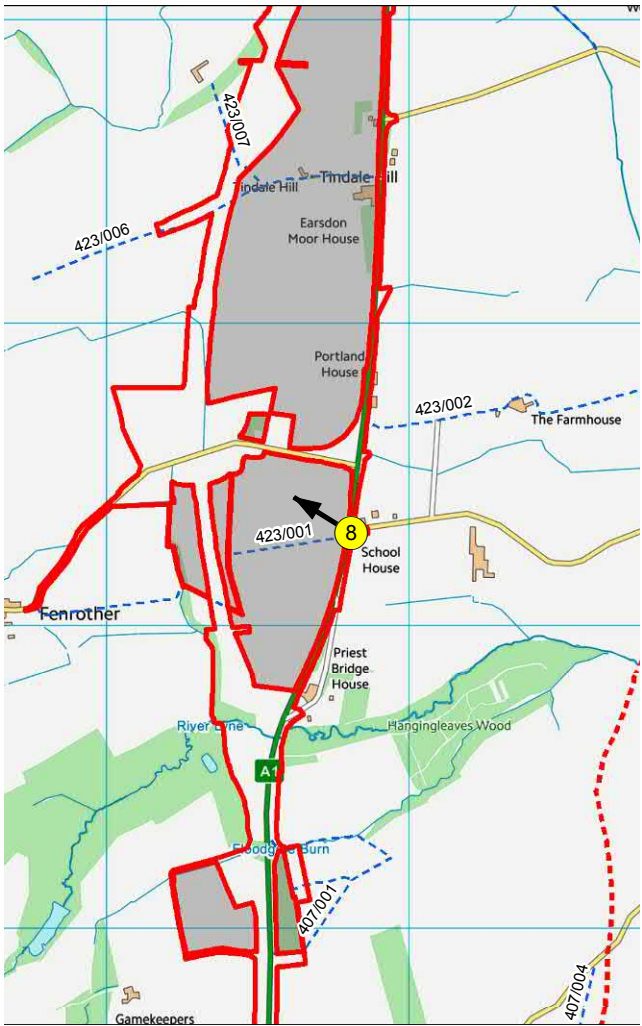 423/007
Tindale Hill
Tindale Hill
423/006
Earsdon
Moor House
Portland
House
423/002
The Farmhouse
8
423/001
School
House
Fenrother
Priest
Bridge
House
River Lyne
Hangingleaves Wood
A1
Floodgate Burn
407/001
407/004
Gamekeepers